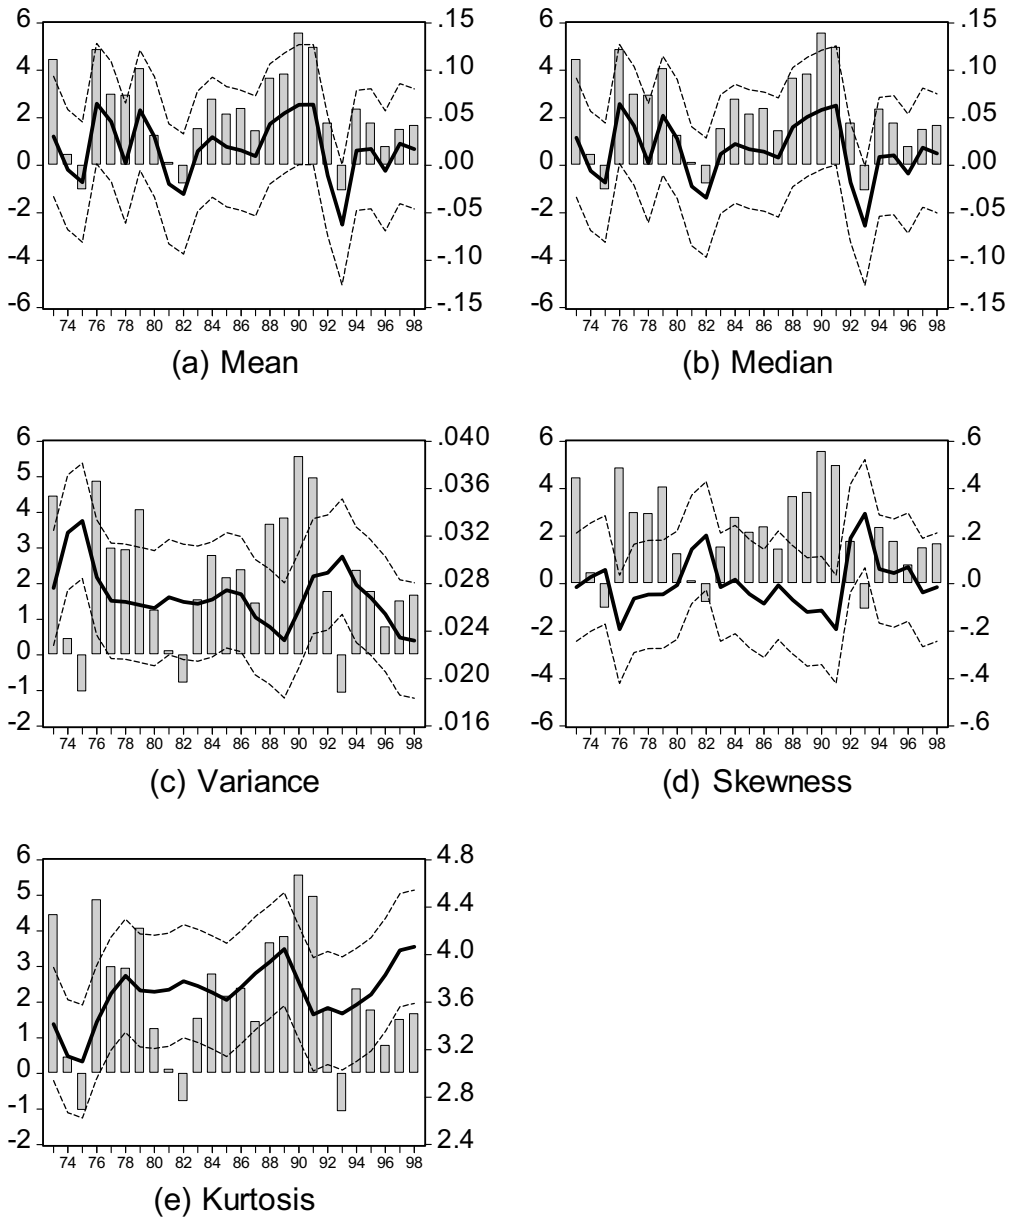 6 .15 6 .15
4 .10 4 .10
2 .05 2 .05
0 .00 0 .00
-2 -.05 -2 -.05
-4 -.10 -4 -.10
-6 -.15 -6 -.15
74 76 78 80 82 84 86 88 90 92 94 96 98 74 76 78 80 82 84 86 88 90 92 94 96 98
(a) Mean (b) Median
6 .040 6 .6
5 .036 4 .4
4 .032 2 .2
3 .028 0 .0
2 .024 -2 -.2
1 .020 -4 -.4
0 .016 -6 -.6
-1
-2
74 76 78 80 82 84 86 88 90 92 94 96 98 74 76 78 80 82 84 86 88 90 92 94 96 98
(c) Variance (d) Skewness
6 4.8
5 4.4
4 4.0
3 3.6
2 3.2
1 2.8
0 2.4
-1
-2
74 76 78 80 82 84 86 88 90 92 94 96 98
(e) Kurtosis